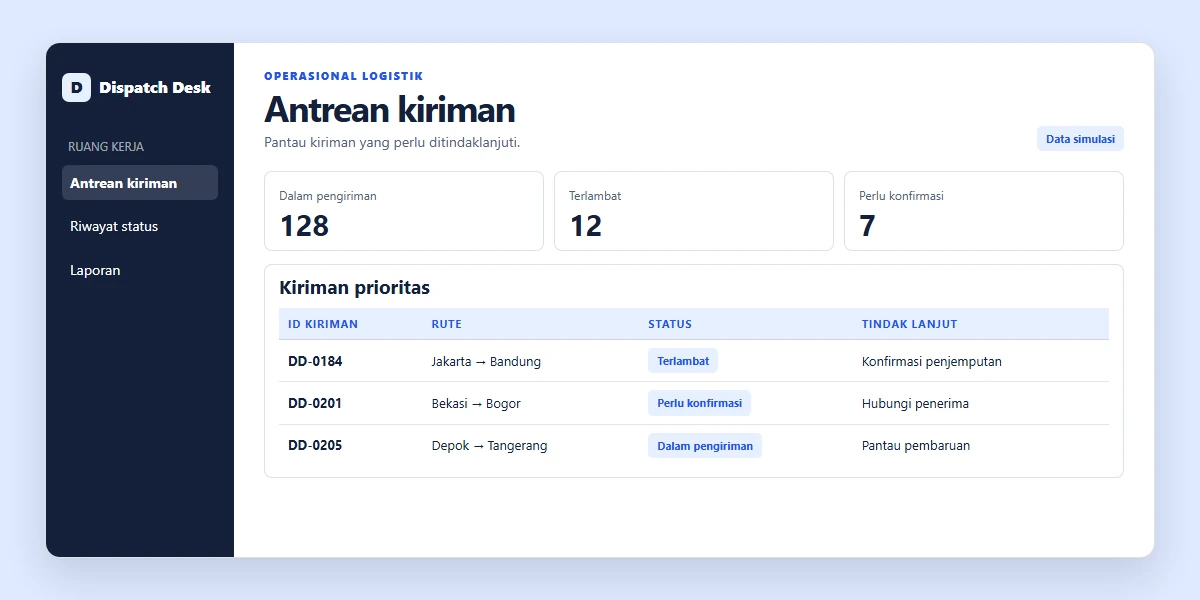 D Dispatch Desk
RUANG KERJA
Antrean kiriman
Riwayat status
Laporan
OPERASIONAL LOGISTIK
Antrean kiriman
Pantau kiriman yang perlu ditindaklanjuti.
Data simulasi
Dalam pengiriman
128
Terlambat
12
Perlu konfirmasi
7
Kiriman prioritas
ID KIRIMAN RUTE STATUS TINDAK LANJUT
DD-0184 Jakarta → Bandung Terlambat Konfirmasi penjemputan
DD-0201 Bekasi → Bogor Perlu konfirmasi Hubungi penerima
DD-0205 Depok → Tangerang Dalam pengiriman Pantau pembaruan